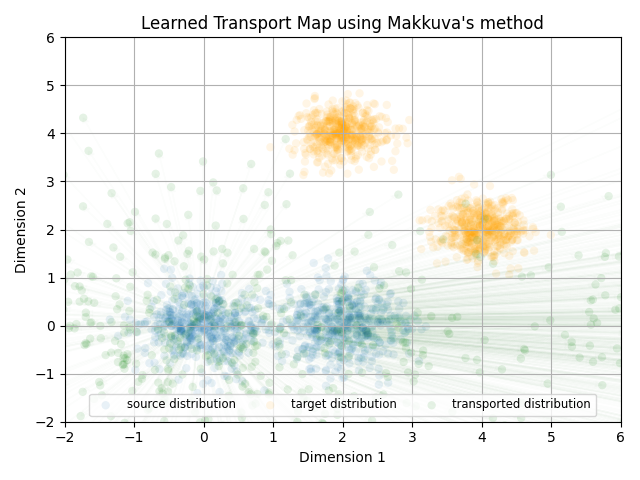 Learned Transport Map using Makkuva's method
6
5
4
3
2
1
0
−1
−2
Dimension 2
source distribution target distribution transported distribution
−2 −1 0 1 2 3 4 5 6
Dimension 1